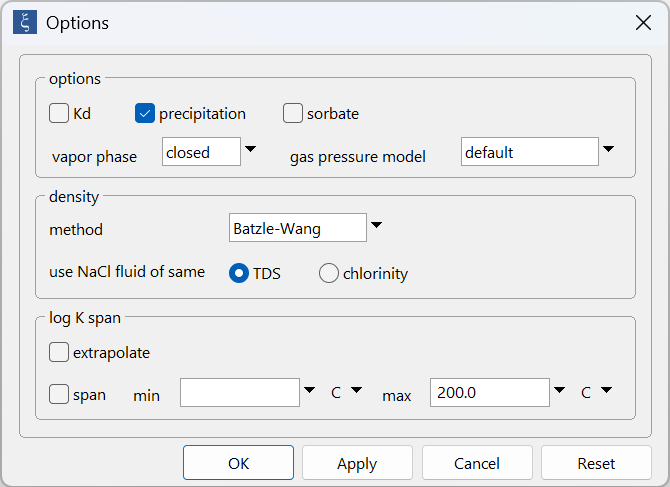 ξ Options
options
Kd precipitation sorbate
vapor phase closed gas pressure model default
density
method Batzle-Wang
use NaCl fluid of same TDS chlorinity
log K span
extrapolate
span min C max 200.0 C
OK Apply Cancel Reset